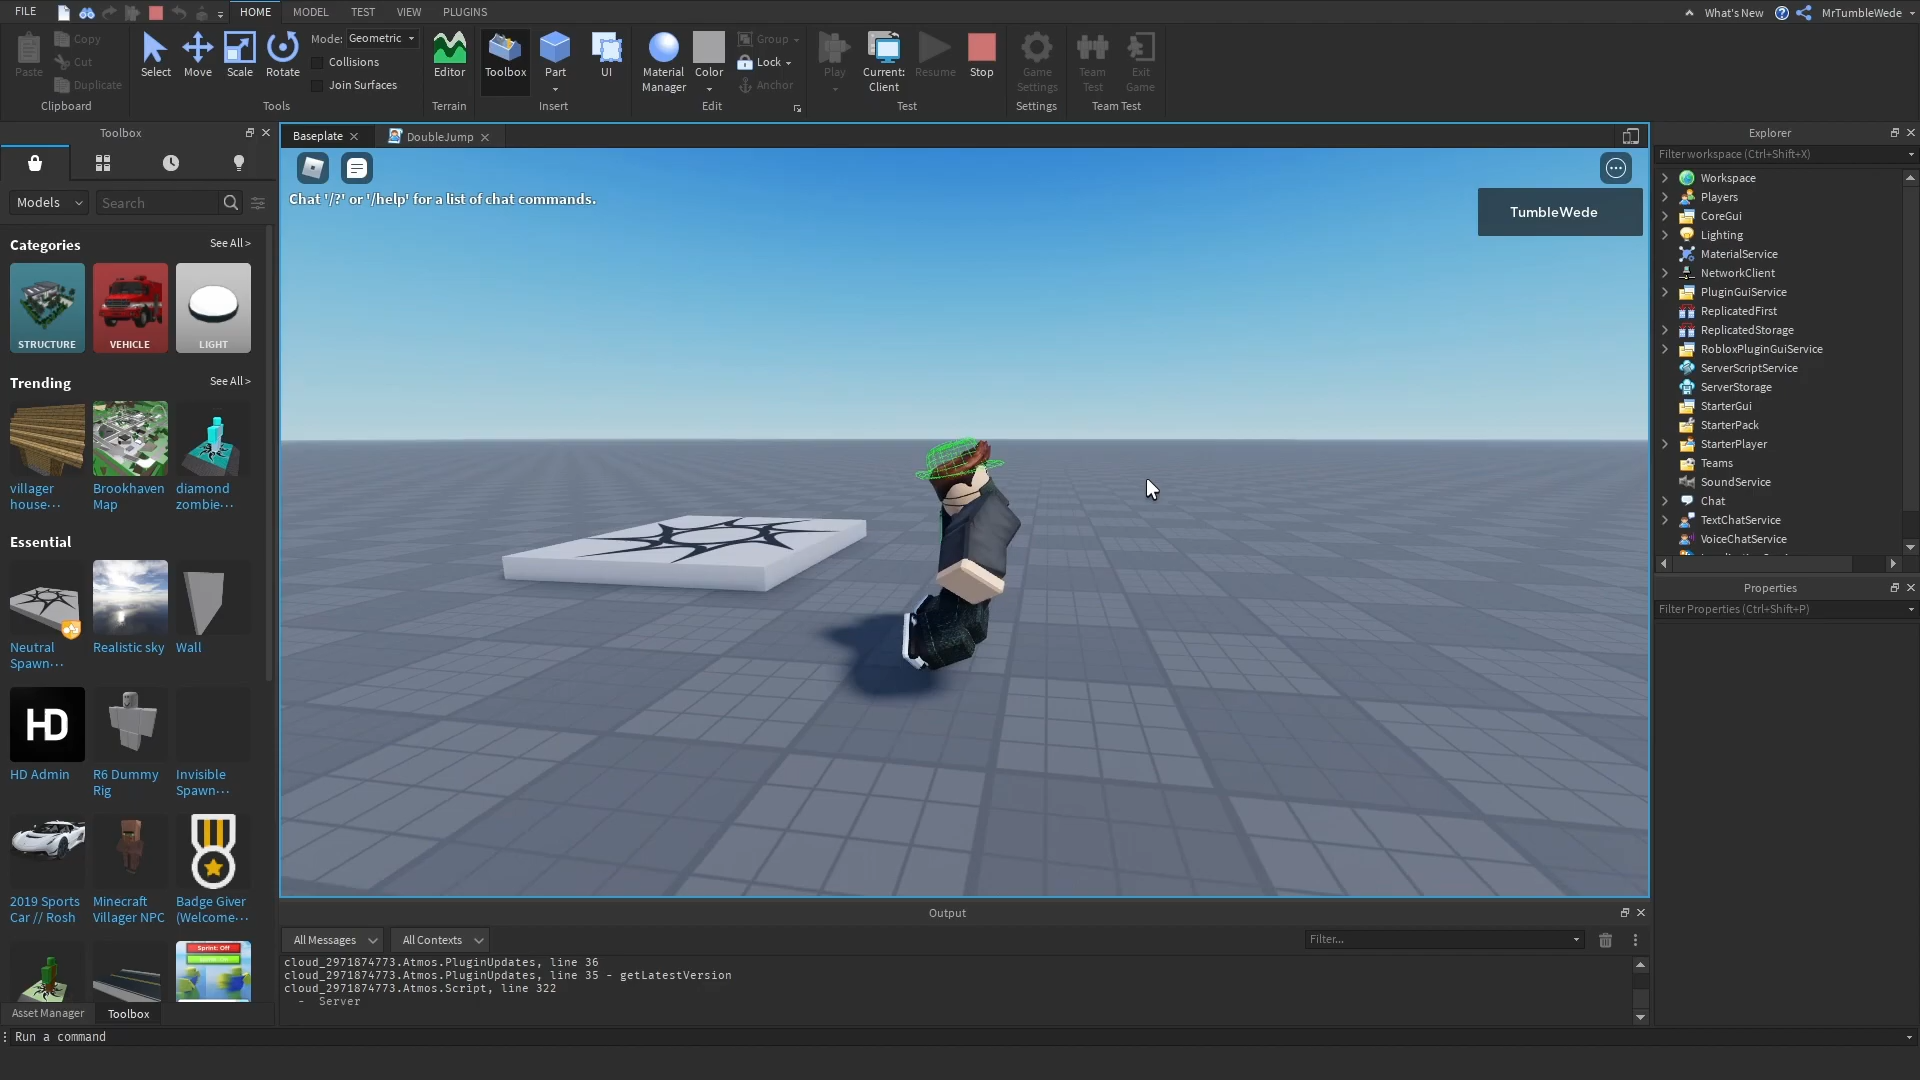 FILE
HOME
MODEL
TEST
VIEW
PLUGINS
What's New
MrTumbleWede
Paste
Copy
Cut
Duplicate
Clipboard
Select
Move
Scale
Rotate
Mode: Geometric
Collisions
Join Surfaces
Tools
Editor
Terrain
Toolbox
Part
UI
Insert
Material
Manager
Color
Group
Lock
Anchor
Edit
Play
Current:
Client
Resume
Stop
Test
Game
Settings
Settings
Team
Test
Exit
Game
Team Test
Toolbox
Models
Search
Categories
See All >
STRUCTURE
VEHICLE
LIGHT
Trending
See All >
villager
house...
Brookhaven
Map
diamond
zombie...
Essential
Neutral
Spawn...
Realistic sky
Wall
HD
HD Admin
R6 Dummy
Rig
Invisible
Spawn...
2019 Sports
Car // Rosh
Minecraft
Villager NPC
Badge Giver
(Welcome...
Sprint: Off
Asset Manager
Toolbox
Run a command
Baseplate
DoubleJump
Chat '/?' or '/help' for a list of chat commands.
TumbleWede
Output
All Messages
All Contexts
Filter...
cloud_2971874773.Atmos.PluginUpdates, line 36
cloud_2971874773.Atmos.PluginUpdates, line 35 - getLatestVersion
cloud_2971874773.Atmos.Script, line 322
- Server
Explorer
Filter workspace (Ctrl+Shift+X)
Workspace
Players
CoreGui
Lighting
MaterialService
NetworkClient
PluginGuiService
ReplicatedFirst
ReplicatedStorage
RobloxPluginGuiService
ServerScriptService
ServerStorage
StarterGui
StarterPack
StarterPlayer
Teams
SoundService
Chat
TextChatService
VoiceChatService
Properties
Filter Properties (Ctrl+Shift+P)